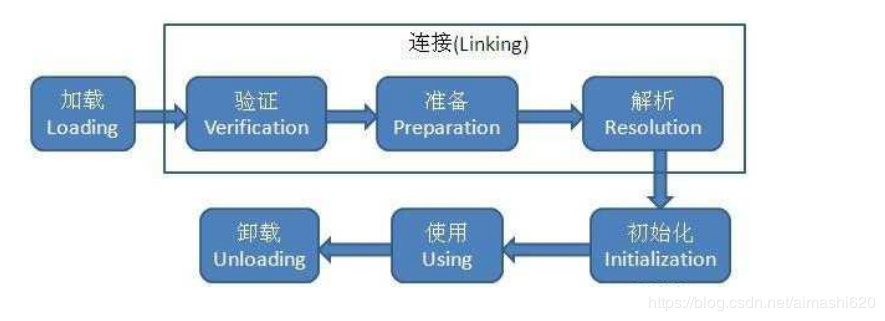 连接(Linking)
加载
Loading
验证
Verification
准备
Preparation
解析
Resolution
卸载
Unloading
使用
Using
初始化
Initialization
https://blog.csdn.net/aimashi620